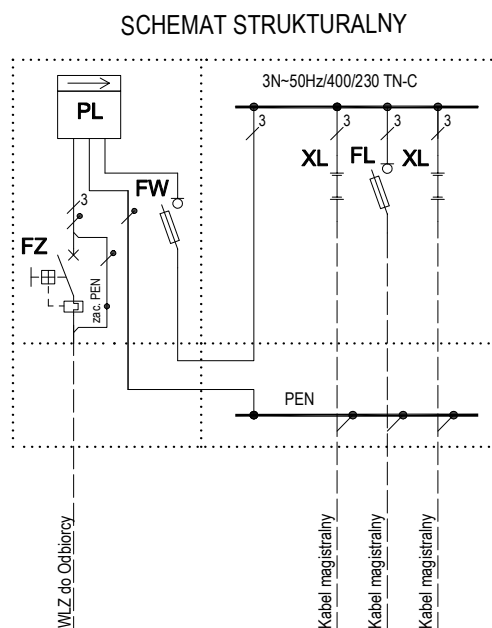 SCHEMAT STRUKTURALNY
3N~50Hz/400/230 TN-C
PL
3
3
3
3
XL
FL
XL
FW
3
FZ
zac. PEN
PEN
WLZ do Odbiorcy
Kabel magistralny
Kabel magistralny
Kabel magistralny